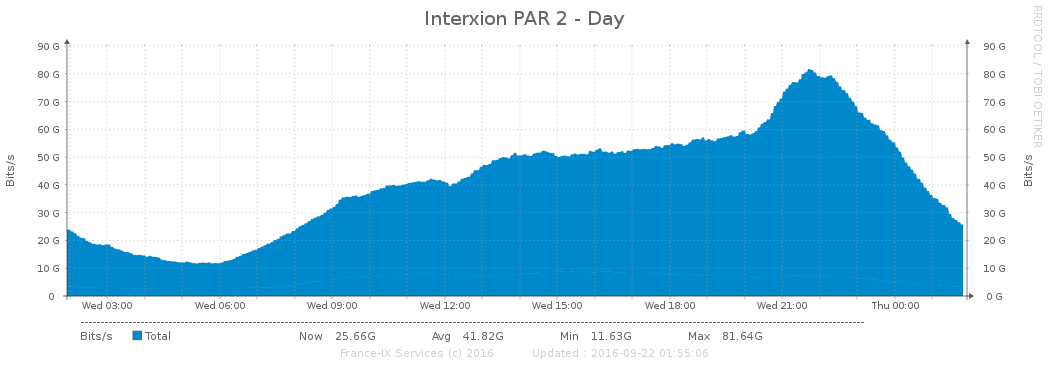 Interxion PAR 2 - Day
RRDTOOL / TOBI OETIKER
90 G 90 G
80 G 80 G
70 G 70 G
60 G 60 G
50 G 50 G
40 G 40 G
30 G 30 G
20 G 20 G
10 G 10 G
0 0 G
Bits/s
Bits/s
Wed 03:00 Wed 06:00 Wed 09:00 Wed 12:00 Wed 15:00 Wed 18:00 Wed 21:00 Thu 00:00
Bits/s Total Now 25.66G Avg 41.82G Min 11.63G Max 81.64G
France-IX Services (c) 2016 Updated : 2016-09-22 01:55:06